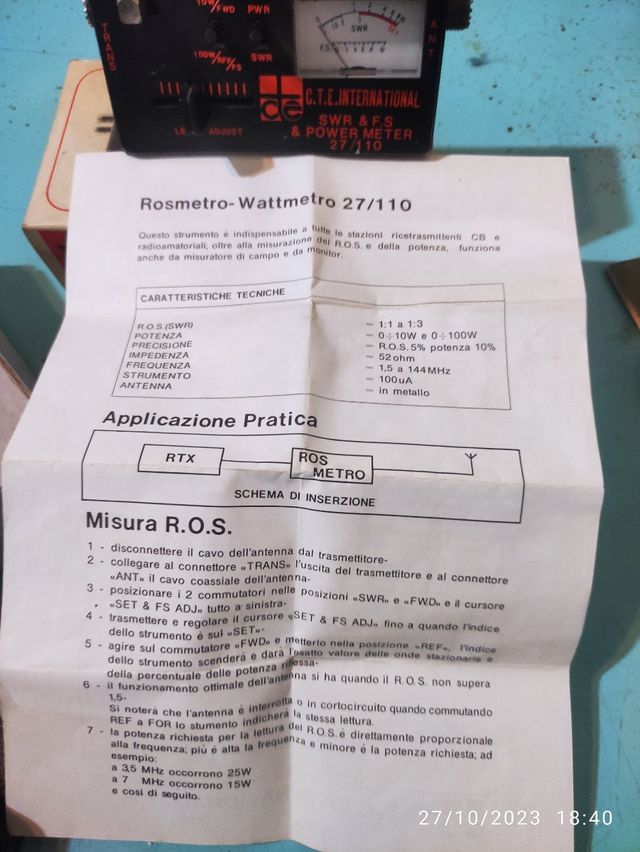 10W/FWD PWR
TRANS
ANT
SWR
SET
F.S
100W/REF/FS SWR
cte C.T.E. INTERNATIONAL
SWR & F.S
LE ADJUST & POWER METER
27/110
Rosmetro-Wattmetro 27/110
Questo strumento è indispensabile a tutte le stazioni ricetrasmittenti CB e
radioamatoriali, oltre alla misurazione del R.O.S. e della potenza, funziona
anche da misuratore di campo e da monitor.
CARATTERISTICHE TECNICHE
R.O.S.(SWR) – 1:1 a 1:3
POTENZA – 0÷10W e 0÷100W
PRECISIONE – R.O.S. 5% potenza 10%
IMPEDENZA – 52 ohm
FREQUENZA – 1,5 a 144 MHz
STRUMENTO – 100uA
ANTENNA – in metallo
Applicazione Pratica
RTX
ROS
METRO
SCHEMA DI INSERZIONE
Misura R.O.S.
1 - disconnettere il cavo dell'antenna dal trasmettitore-
2 - collegare al connettore «TRANS» l'uscita del trasmettitore e al connettore
«ANT» il cavo coassiale dell'antenna-
3 - posizionare i 2 commutatori nelle posizioni «SWR» e «FWD» e il cursore
«SET & FS ADJ» tutto a sinistra-
4 - trasmettere e regolare il cursore «SET & FS ADJ» fino a quando l'indice
dello strumento è sul «SET»-
5 - agire sul commutatore «FWD» e metterlo nella posizione «REF», l'indice
dello strumento scenderà e darà l'esatto valore delle onde stazionarie e
della percentuale delle potenza riflessa-
6 - il funzionamento ottimale dell'antenna si ha quando il R.O.S. non supera
1,5-
Si noterà che l'antenna è interrotta o in cortocircuito quando commutando
REF a FOR lo stumento indicherà la stessa lettura.
7 - la potenza richiesta per la lettura del R.O.S. è direttamente proporzionale
alla frequenza; più è alta la frequenza e minore è la potenza richiesta; ad
esempio:
a 3,5 MHz occorrono 25W
a 7 MHz occorrono 15W
e cosi di seguito.
27/10/2023 18:40